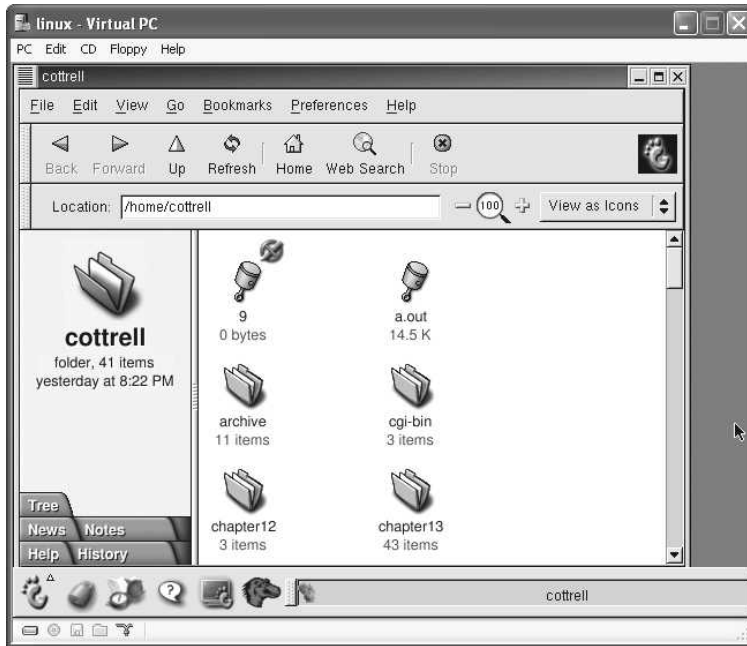 linux - Virtual PC
PC Edit CD Floppy Help
cottrell
File Edit View Go Bookmarks Preferences Help
Back Forward Up Refresh Home Web Search Stop
Location: /home/cottrell 100 View as Icons
cottrell
folder, 41 items
yesterday at 8:22 PM
9
0 bytes
a.out
14.5 K
archive
11 items
cgi-bin
3 items
chapter12
3 items
chapter13
43 items
Tree
News Notes
Help History
cottrell